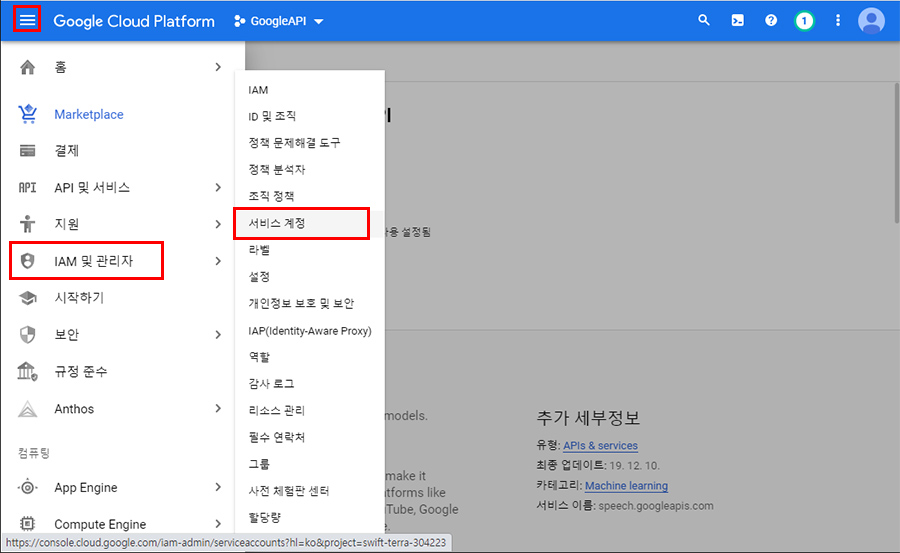 Google Cloud Platform
GoogleAPI
1
홈
Marketplace
결제
API
API 및 서비스
지원
IAM 및 관리자
시작하기
보안
규정 준수
Anthos
컴퓨팅
App Engine
Compute Engine
IAM
ID 및 조직
정책 문제해결 도구
정책 분석자
조직 정책
서비스 계정
라벨
설정
개인정보 보호 및 보안
IAP(Identity-Aware Proxy)
역할
감사 로그
리소스 관리
필수 연락처
그룹
사전 체험판 센터
할당량
사용 설정됨
models.
make it
atforms like
uTube, Google
e.
추가 세부정보
유형: APIs & services
최종 업데이트: 19. 12. 10.
카테고리: Machine learning
서비스 이름: speech.googleapis.com
https://console.cloud.google.com/iam-admin/serviceaccounts?hl=ko&project=swift-terra-304223